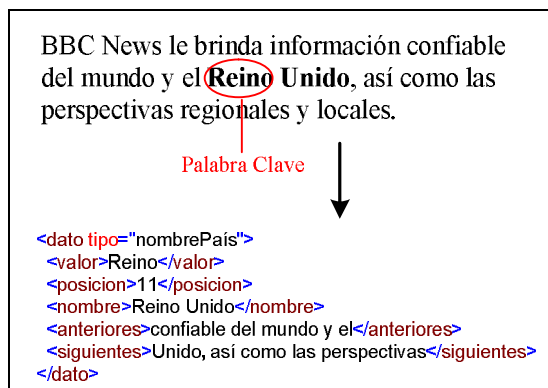 BBC News le brinda información confiable
del mundo y el Reino Unido, así como las
perspectivas regionales y locales.
Palabra Clave
<dato tipo="nombrePaís">
<valor>Reino</valor>
<posicion>11</posicion>
<nombre>Reino Unido</nombre>
<anteriores>confiable del mundo y el</anteriores>
<siguientes>Unido, así como las perspectivas</siguientes>
</dato>